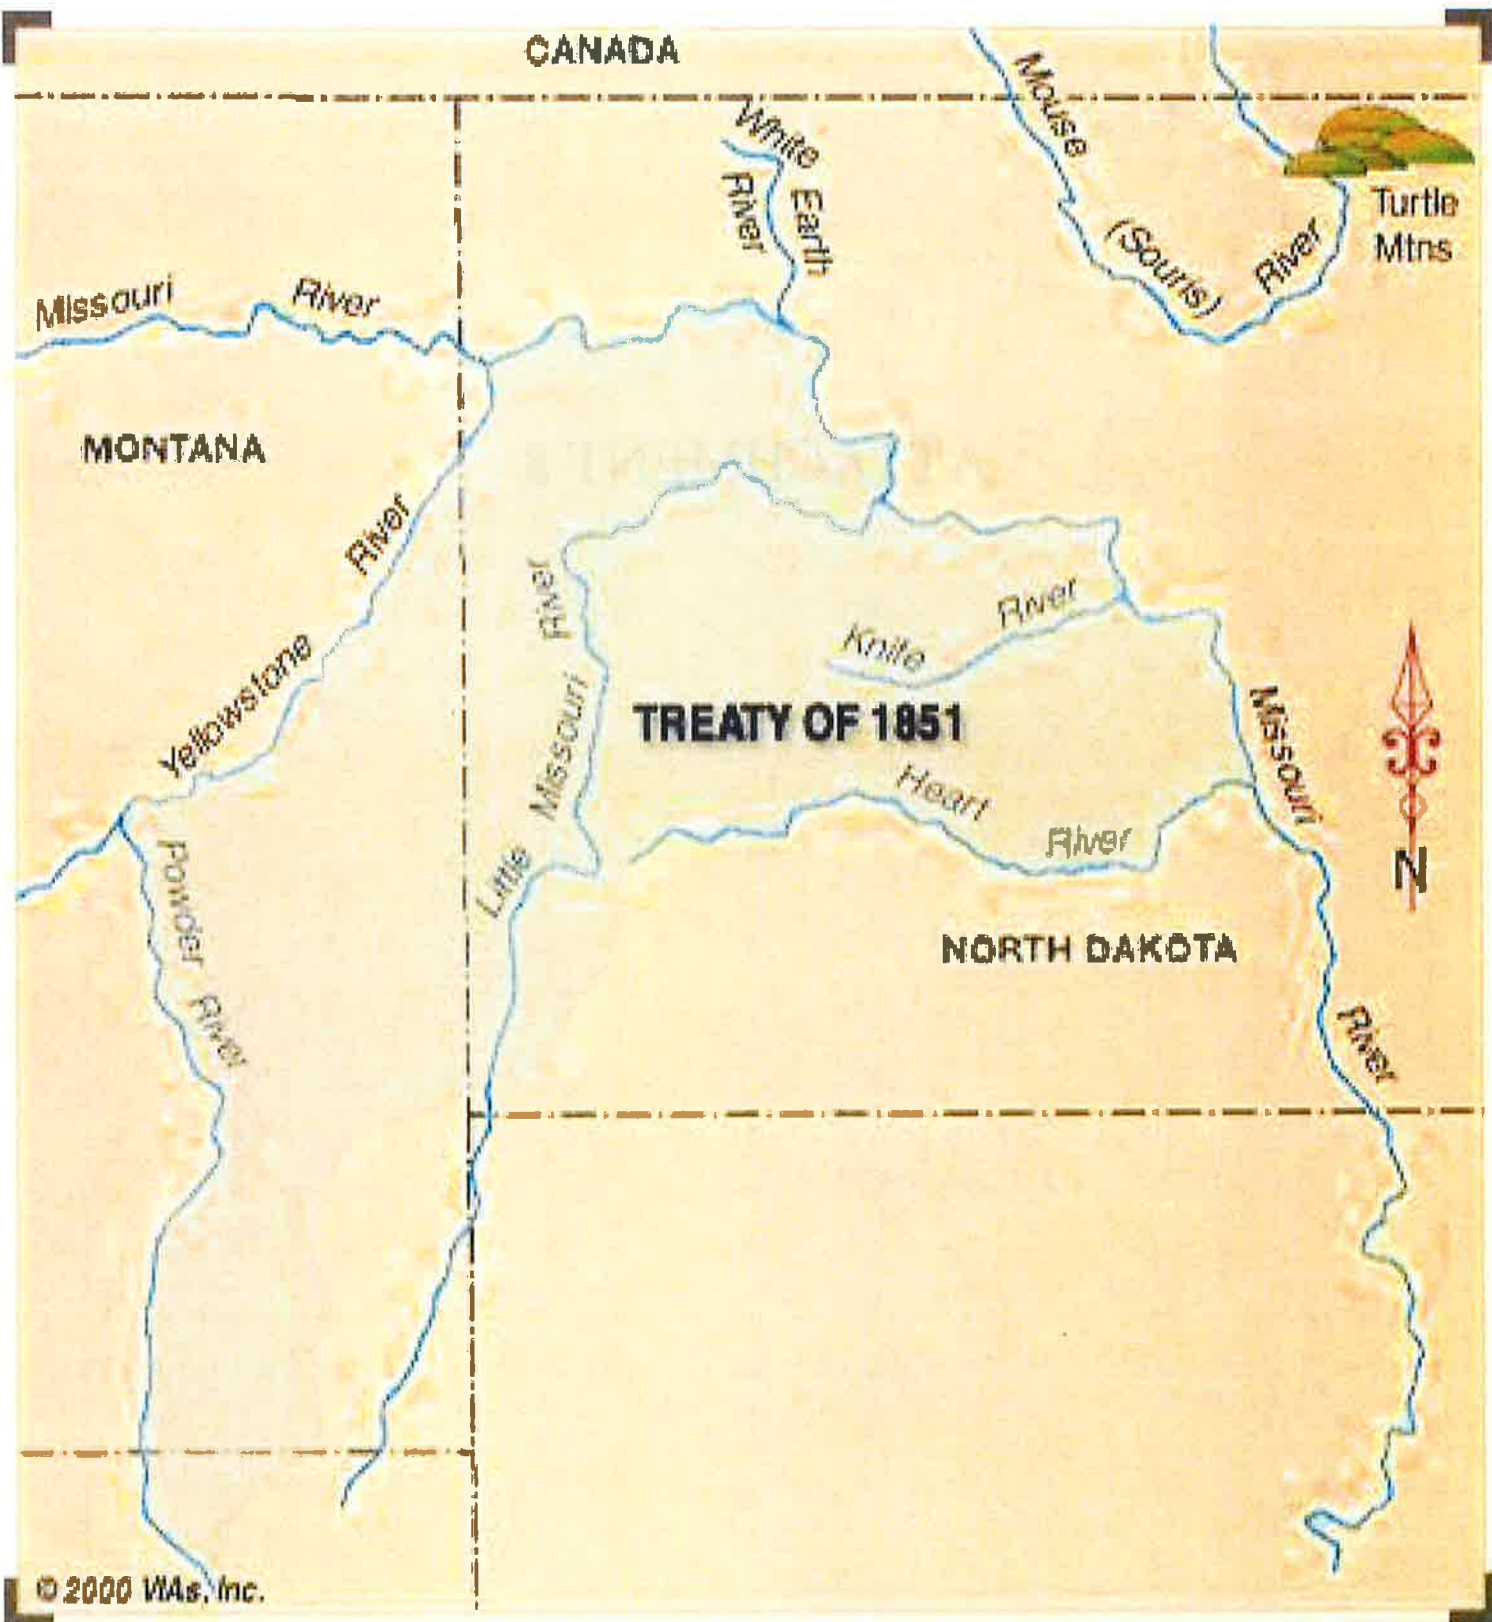 CANADA
Mouse
(Souris)
River
Turtle
Mtns
White
Earth
River
Missouri River
MONTANA
Yellowstone River
Little Missouri River
Knife River
TREATY OF 1851
Heart River
Missouri River
N
NORTH DAKOTA
Powder River
© 2000 VIAs, Inc.